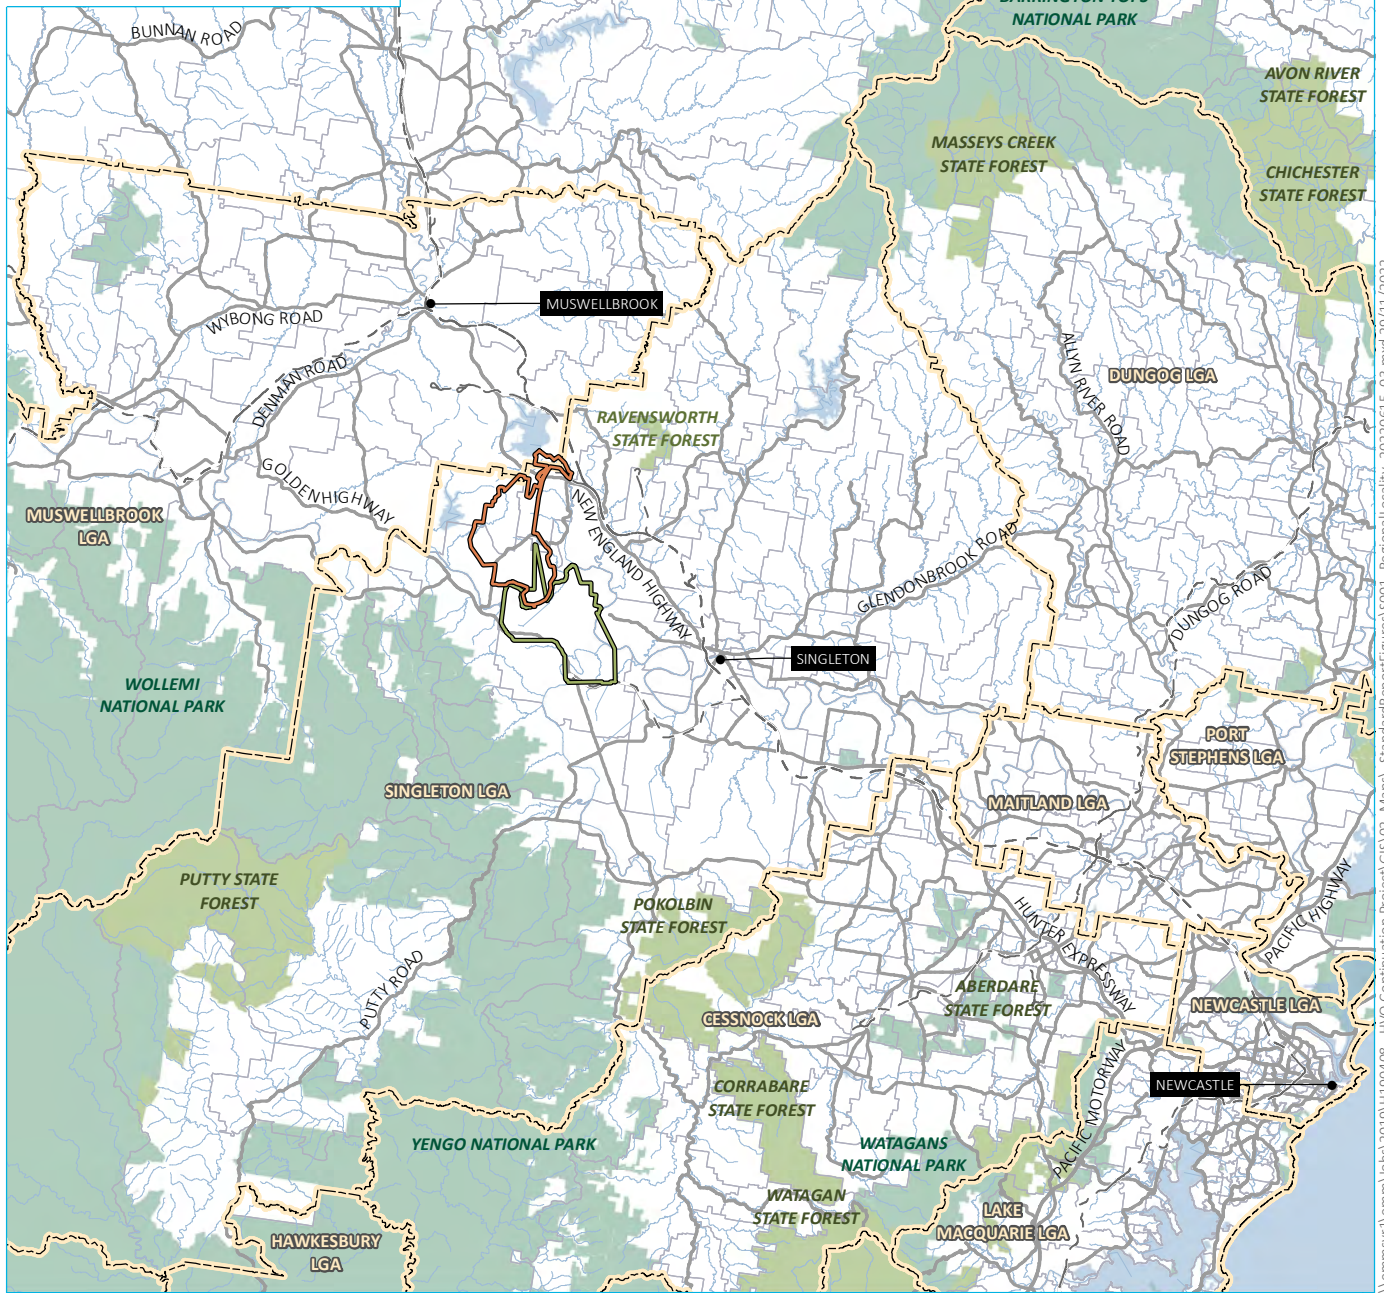 BARRINGTON TOPS
NATIONAL PARK
BUNNAN ROAD
AVON RIVER
STATE FOREST
MASSEYS CREEK
STATE FOREST
CHICHESTER
STATE FOREST
MUSWELLBROOK
WYBONG ROAD
DENMAN ROAD
ALLYN RIVER ROAD
DUNGOG LGA
RAVENSWORTH
STATE FOREST
GOLDENHIGHWAY
MUSWELLBROOK
LGA
NEW ENGLAND HIGHWAY
GLENDONBROOK ROAD
DUNGOG ROAD
SINGLETON
WOLLEMI
NATIONAL PARK
PORT
STEPHENS LGA
SINGLETON LGA
MAITLAND LGA
PUTTY STATE
FOREST
POKOLBIN
STATE FOREST
PACIFIC HIGHWAY
HUNTER EXPRESSWAY
PUTTY ROAD
ABERDARE
STATE FOREST
CESSNOCK LGA
NEWCASTLE LGA
CORRABARE
STATE FOREST
PACIFIC MOTORWAY
NEWCASTLE
YENGO NATIONAL PARK
WATAGANS
NATIONAL PARK
WATAGAN
STATE FOREST
LAKE
MACQUARIE LGA
HAWKESBURY
LGA